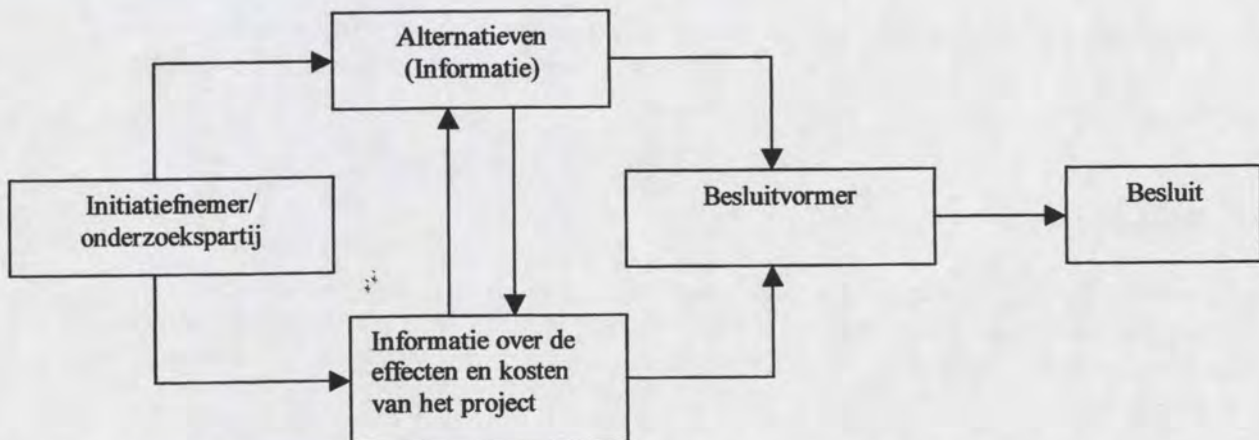 Alternatieven
(Informatie)
Initiatiefnemer/
onderzoekspartij
Besluitvormer
Besluit
Informatie over de
effecten en kosten
van het project